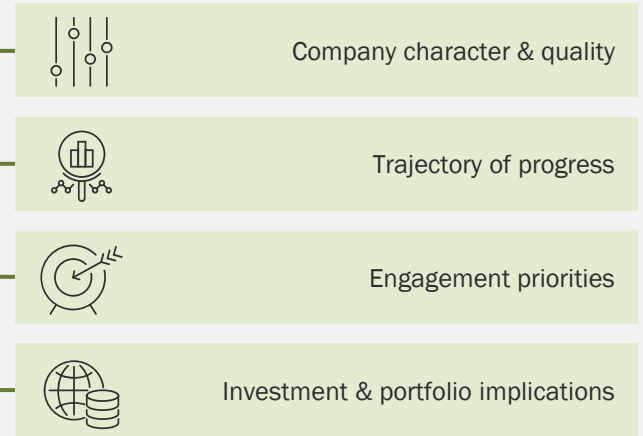 Company character & quality
Trajectory of progress
Engagement priorities
Investment & portfolio implications